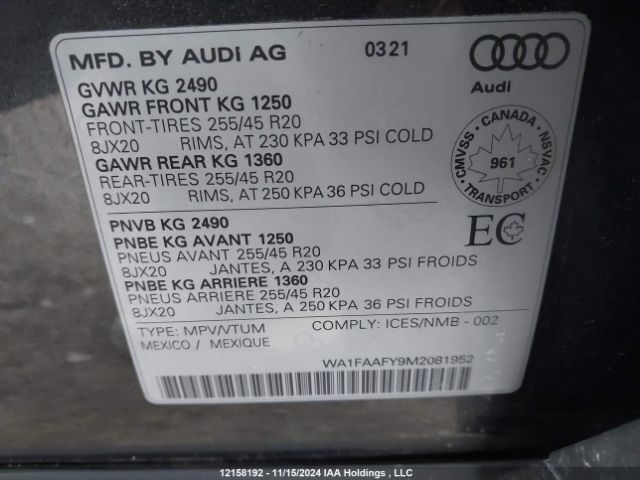 MFD. BY AUDI AG 0321
Audi
GVWR KG 2490
GAWR FRONT KG 1250
FRONT-TIRES 255/45 R20
8JX20 RIMS, AT 230 KPA 33 PSI COLD
GAWR REAR KG 1360
REAR-TIRES 255/45 R20
8JX20 RIMS, AT 250 KPA 36 PSI COLD
CMVSS • CANADA • NSVAC • TRANSPORT •
961
PNVB KG 2490
PNBE KG AVANT 1250
PNEUS AVANT 255/45 R20
8JX20 JANTES, A 230 KPA 33 PSI FROIDS
PNBE KG ARRIERE 1360
PNEUS ARRIERE 255/45 R20
8JX20 JANTES, A 250 KPA 36 PSI FROIDS
EC
TYPE: MPV/VTUM COMPLY: ICES/NMB - 002
MEXICO / MEXIQUE
WA1FAAFY9M2081952
12158192 - 11/15/2024 IAA Holdings , LLC